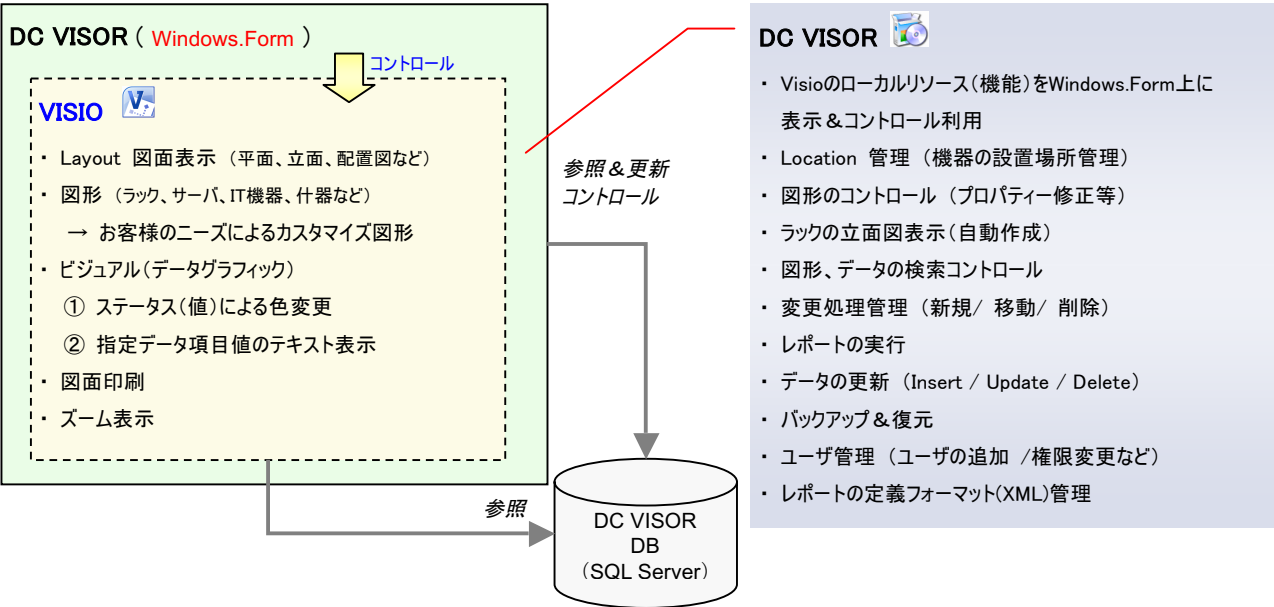 DC VISOR（ Windows.Form ）
コントロール
VISIO
・ Layout 図面表示 （平面、立面、配置図など）
・ 図形 （ラック、サーバ、IT機器、什器など）
→ お客様のニーズによるカスタマイズ図形
・ ビジュアル（データグラフィック）
① ステータス（値）による色変更
② 指定データ項目値のテキスト表示
・ 図面印刷
・ ズーム表示
参照＆更新
コントロール
参照
DC VISOR
DB
（SQL Server）
DC VISOR
・ Visioのローカルリソース（機能）をWindows.Form上に
表示＆コントロール利用
・ Location 管理 （機器の設置場所管理）
・ 図形のコントロール （プロパティー修正等）
・ ラックの立面図表示（自動作成）
・ 図形、データの検索コントロール
・ 変更処理管理 （新規/ 移動/ 削除）
・ レポートの実行
・ データの更新 （Insert / Update / Delete）
・ バックアップ＆復元
・ ユーザ管理 （ユーザの追加 /権限変更など）
・ レポートの定義フォーマット(XML)管理